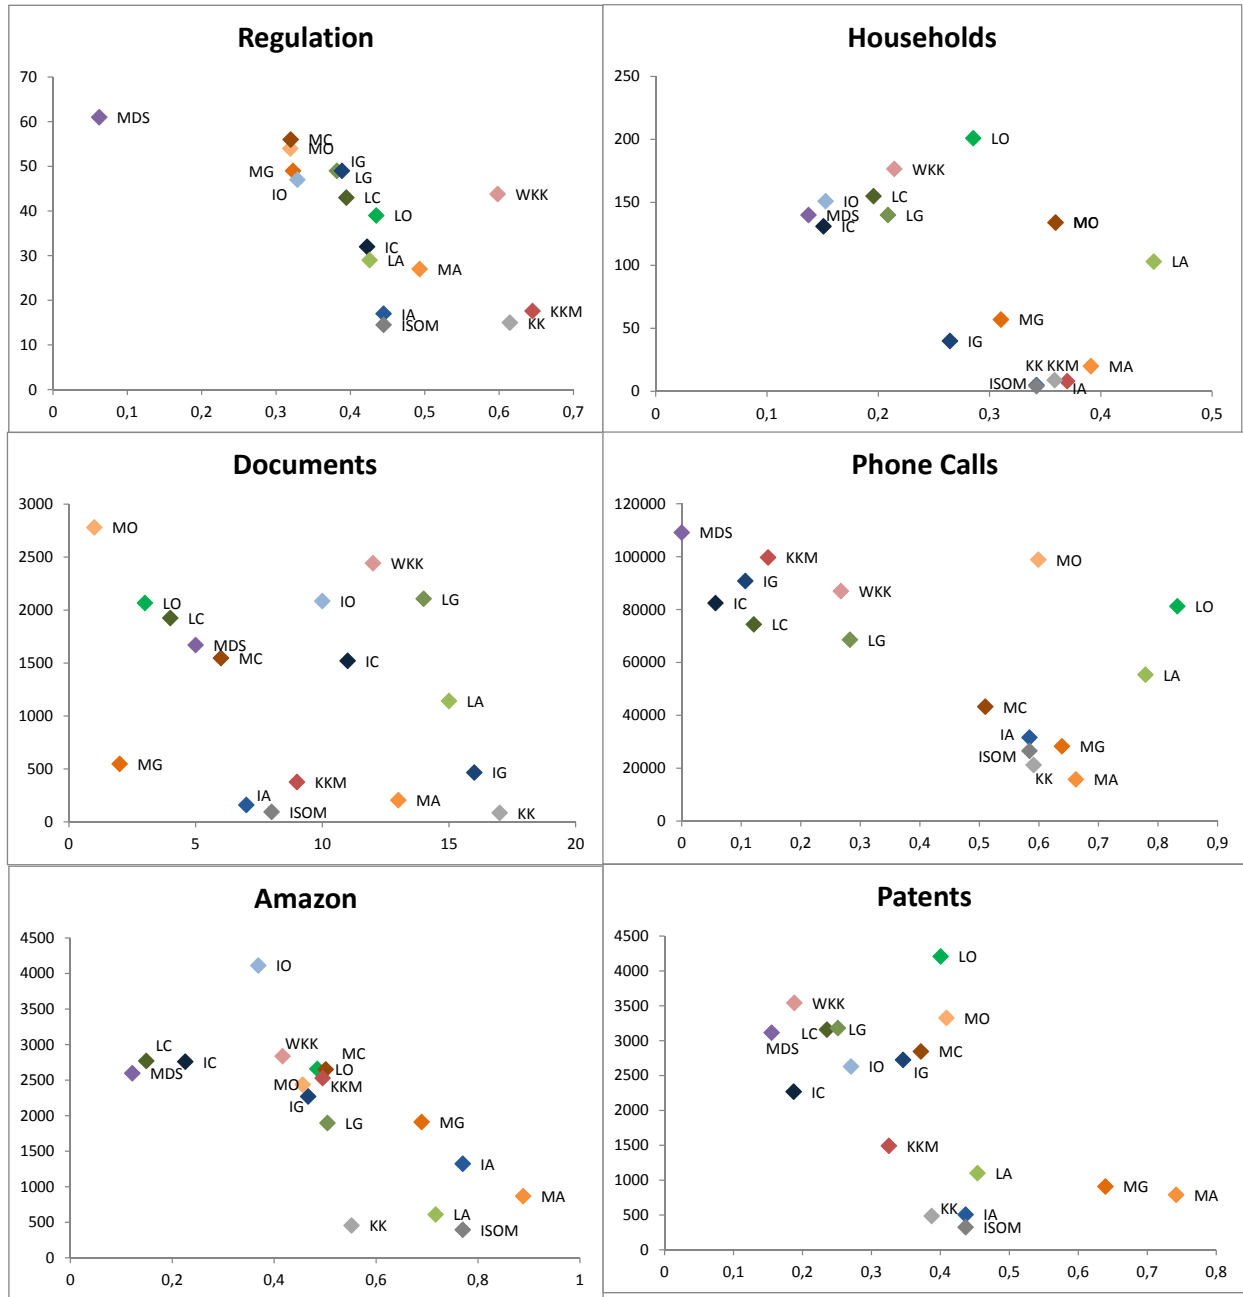 Regulation
70
60
50
40
30
20
10
0
0 0,1 0,2 0,3 0,4 0,5 0,6 0,7
MDS
MC
MO
MG
IO
IG
LG
LC
LO
WKK
IC
LA
MA
IA
ISOM
KKM
KK
Households
250
200
150
100
50
0
0 0,1 0,2 0,3 0,4 0,5
LO
WKK
IO
LC
MDS
LG
IC
MO
LA
MG
IG
KK KKM
MA
ISOM
IA
Documents
3000
2500
2000
1500
1000
500
0
0 5 10 15 20
MO
WKK
LO
IO
LG
LC
MDS
MC
IC
LA
MG
IG
KKM
IA
MA
ISOM
KK
Phone Calls
120000
100000
80000
60000
40000
20000
0
0 0,1 0,2 0,3 0,4 0,5 0,6 0,7 0,8 0,9
MDS
KKM
MO
IG
WKK
IC
LO
LC
LG
LA
MC
IA
MG
ISOM
KK
MA
Amazon
4500
4000
3500
3000
2500
2000
1500
1000
500
0
0 0,2 0,4 0,6 0,8 1
IO
LC
IC
MDS
WKK
MC
LO
MO
KKM
IG
LG
MG
IA
MA
LA
KK
ISOM
Patents
4500
4000
3500
3000
2500
2000
1500
1000
500
0
0 0,1 0,2 0,3 0,4 0,5 0,6 0,7 0,8
LO
WKK
MO
LC
LG
MDS
MC
IO
IG
IC
KKM
LA
MG
MA
KK
IA
ISOM